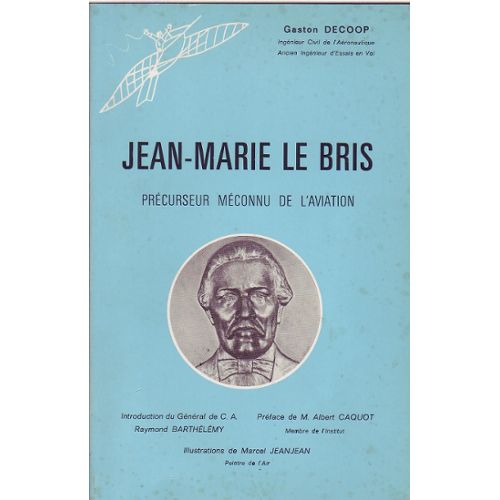 Gaston DECOOP
Ingénieur Civil de l'Aéronautique
Ancien Ingénieur d'Essais en Vol
JEAN-MARIE LE BRIS
PRÉCURSEUR MÉCONNU DE L'AVIATION
Introduction du Général de C. A.
Raymond BARTHÉLÉMY
Préface de M. Albert CAQUOT
Membre de l'Institut
Illustrations de Marcel JEANJEAN
Peintre de l'Air